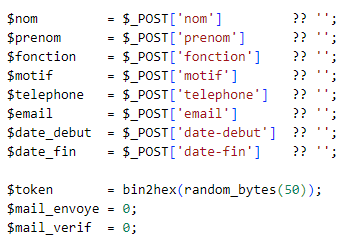 $nom        = $_POST['nom']        ?? '';
$prenom     = $_POST['prenom']     ?? '';
$fonction   = $_POST['fonction']   ?? '';
$motif      = $_POST['motif']      ?? '';
$telephone  = $_POST['telephone']  ?? '';
$email      = $_POST['email']      ?? '';
$date_debut = $_POST['date-debut'] ?? '';
$date_fin   = $_POST['date-fin']   ?? '';

$token       = bin2hex(random_bytes(50));
$mail_envoye = 0;
$mail_verif  = 0;